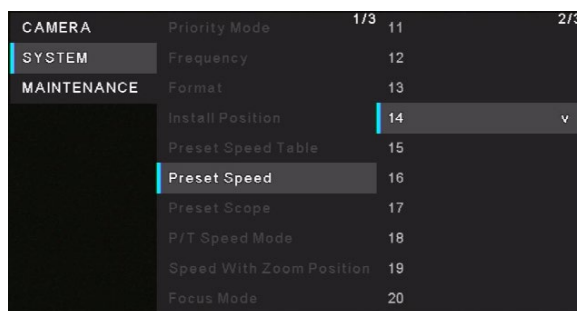 CAMERA
SYSTEM
MAINTENANCE
1/3
Priority Mode
Frequency
Format
Install Position
Preset Speed Table
Preset Speed
Preset Scope
P/T Speed Mode
Speed With Zoom Position
Focus Mode
2/3
11
12
13
14 v
15
16
17
18
19
20